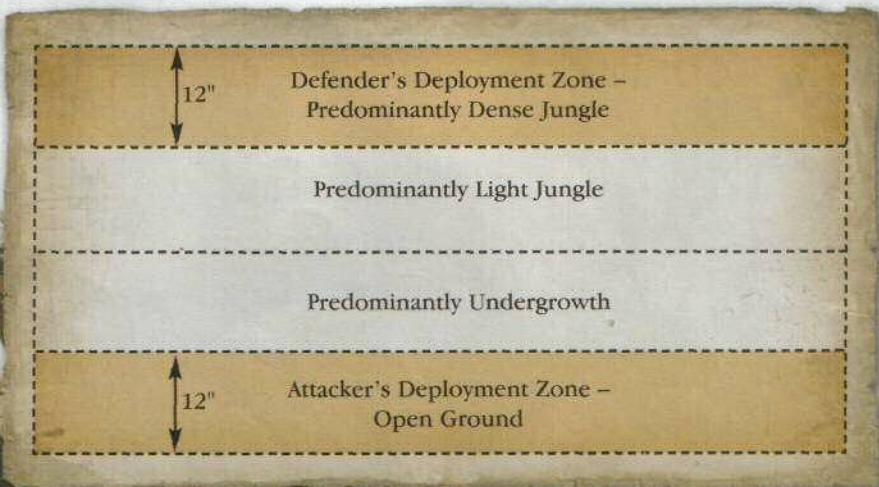 12"
Defender's Deployment Zone –
Predominantly Dense Jungle
Predominantly Light Jungle
Predominantly Undergrowth
12"
Attacker's Deployment Zone –
Open Ground